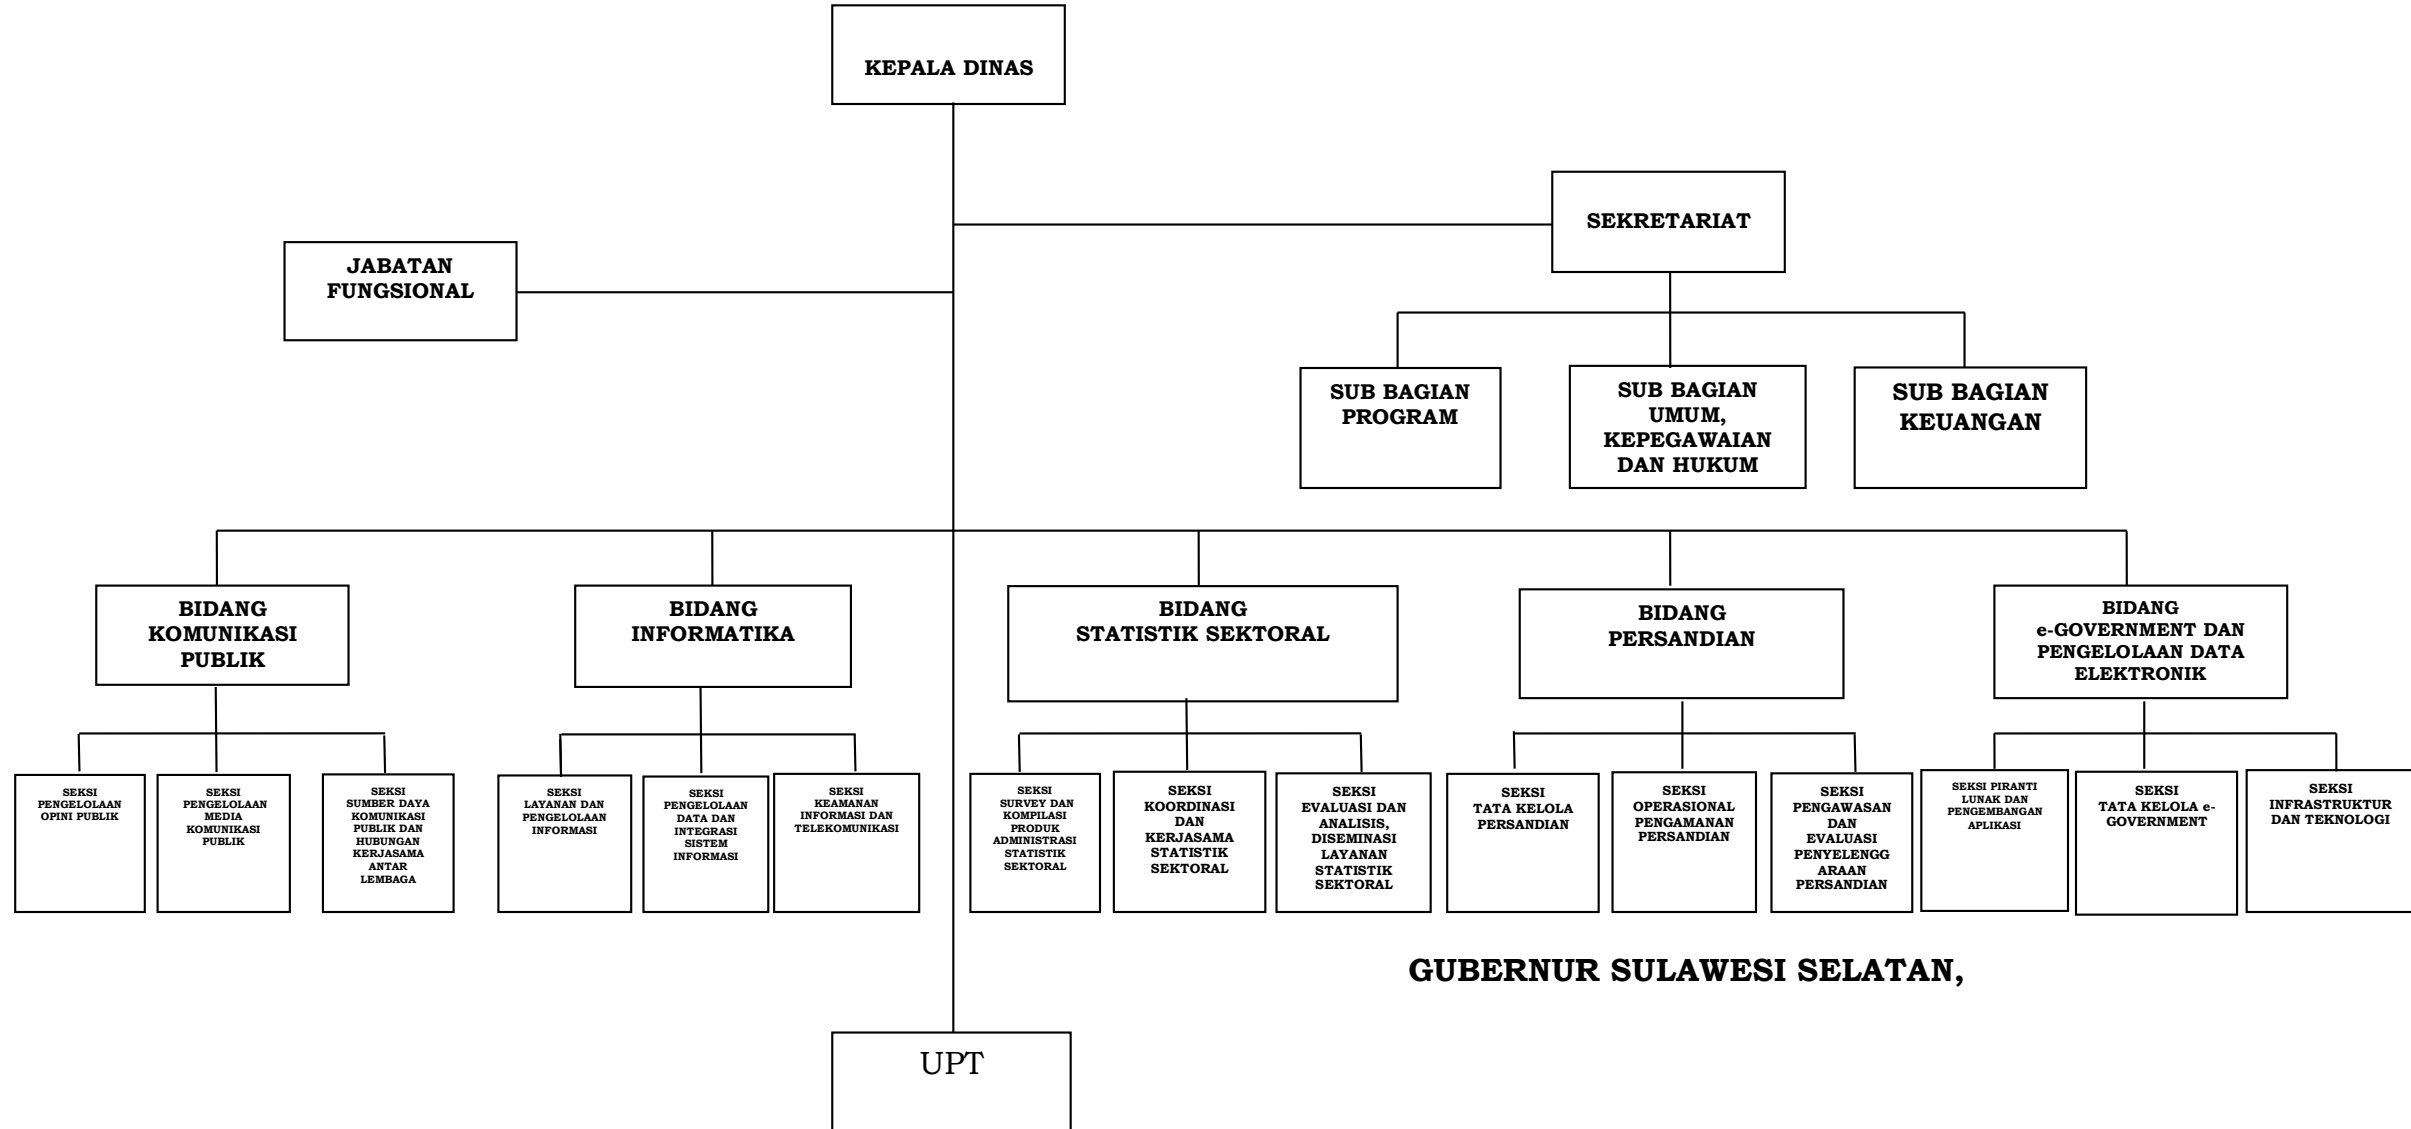 KEPALA DINAS
SEKRETARIAT
JABATAN
FUNGSIONAL
SUB BAGIAN
PROGRAM
SUB BAGIAN
UMUM,
KEPEGAWAIAN
DAN HUKUM
SUB BAGIAN
KEUANGAN
BIDANG
KOMUNIKASI
PUBLIK
BIDANG
INFORMATIKA
BIDANG
STATISTIK SEKTORAL
BIDANG
PERSANDIAN
BIDANG
e-GOVERNMENT DAN
PENGELOLAAN DATA
ELEKTRONIK
SEKSI
PENGELOLAAN
OPINI PUBLIK
SEKSI
PENGELOLAAN
MEDIA
KOMUNIKASI
PUBLIK
SEKSI
SUMBER DAYA
KOMUNIKASI
PUBLIK DAN
HUBUNGAN
KERJASAMA
ANTAR
LEMBAGA
SEKSI
LAYANAN DAN
PENGELOLAAN
INFORMASI
SEKSI
PENGELOLAAN
DATA DAN
INTEGRASI
SISTEM
INFORMASI
SEKSI
KEAMANAN
INFORMASI DAN
TELEKOMUNIKASI
SEKSI
SURVEY DAN
KOMPILASI
PRODUK
ADMINISTRASI
STATISTIK
SEKTORAL
SEKSI
KOORDINASI
DAN
KERJASAMA
STATISTIK
SEKTORAL
SEKSI
EVALUASI DAN
ANALISIS,
DISEMINASI
LAYANAN
STATISTIK
SEKTORAL
SEKSI
TATA KELOLA
PERSANDIAN
SEKSI
OPERASIONAL
PENGAMANAN
PERSANDIAN
SEKSI
PENGAWASAN
DAN
EVALUASI
PENYELENGG
ARAAN
PERSANDIAN
SEKSI PIRANTI
LUNAK DAN
PENGEMBANGAN
APLIKASI
SEKSI
TATA KELOLA e-
GOVERNMENT
SEKSI
INFRASTRUKTUR
DAN TEKNOLOGI
GUBERNUR SULAWESI SELATAN,
UPT